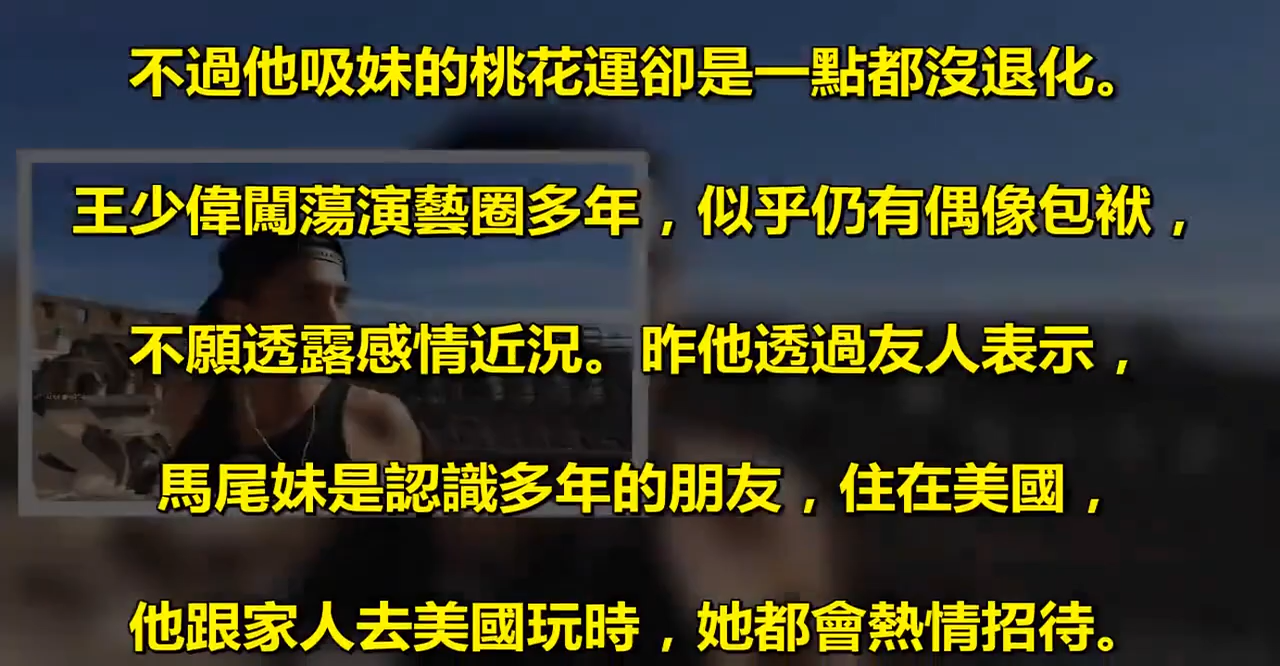 不過他吸妹的桃花運卻是一點都沒退化。
王少偉闖蕩演藝圈多年，似乎仍有偶像包袱，
不願透露感情近況。昨他透過友人表示，
馬尾妹是認識多年的朋友，住在美國，
他跟家人去美國玩時，她都會熱情招待。